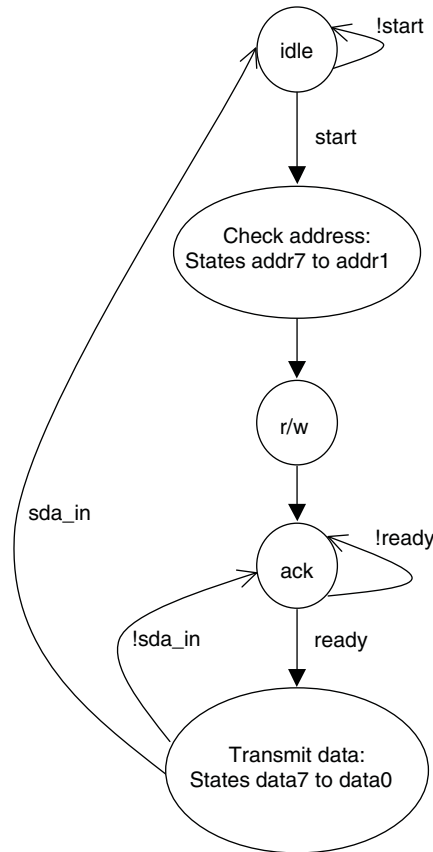 !start
idle
start
Check address:
States addr7 to addr1
r/w
sda_in
!ready
ack
!sda_in
ready
Transmit data:
States data7 to data0